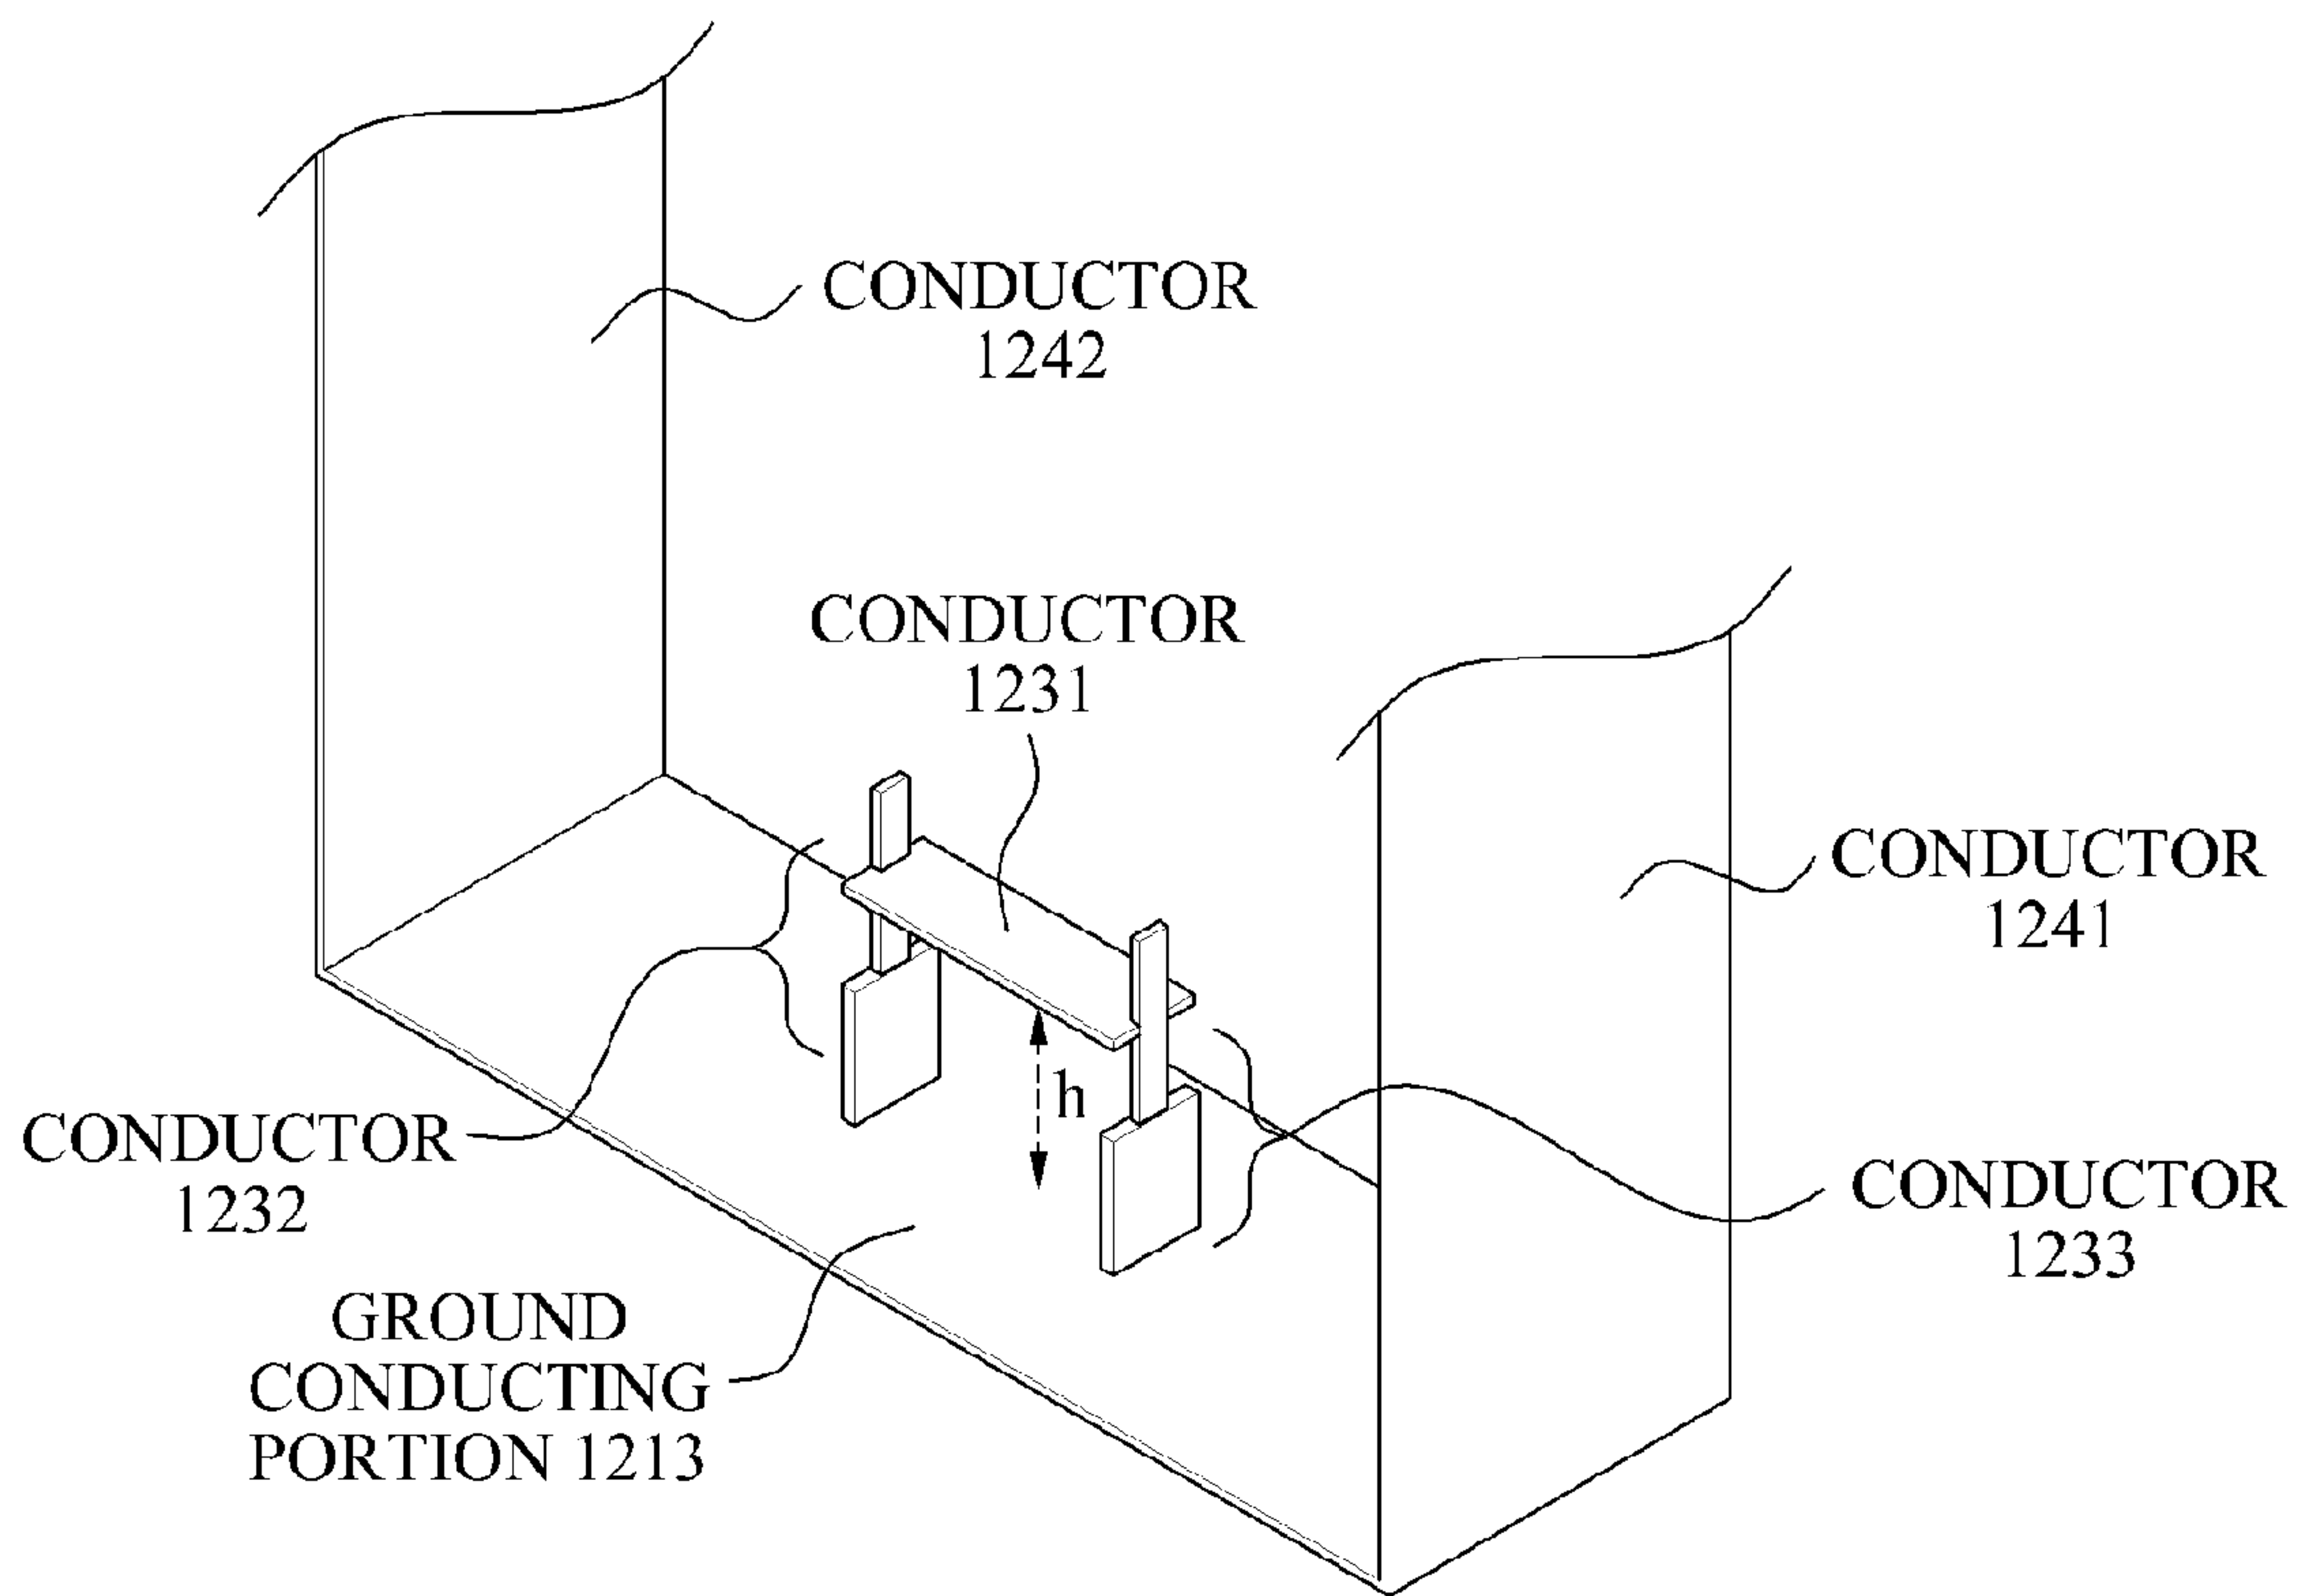 CONDUCTOR
1242
CONDUCTOR
1231
CONDUCTOR
1241
h
CONDUCTOR
1232
CONDUCTOR
1233
GROUND
CONDUCTING
PORTION 1213